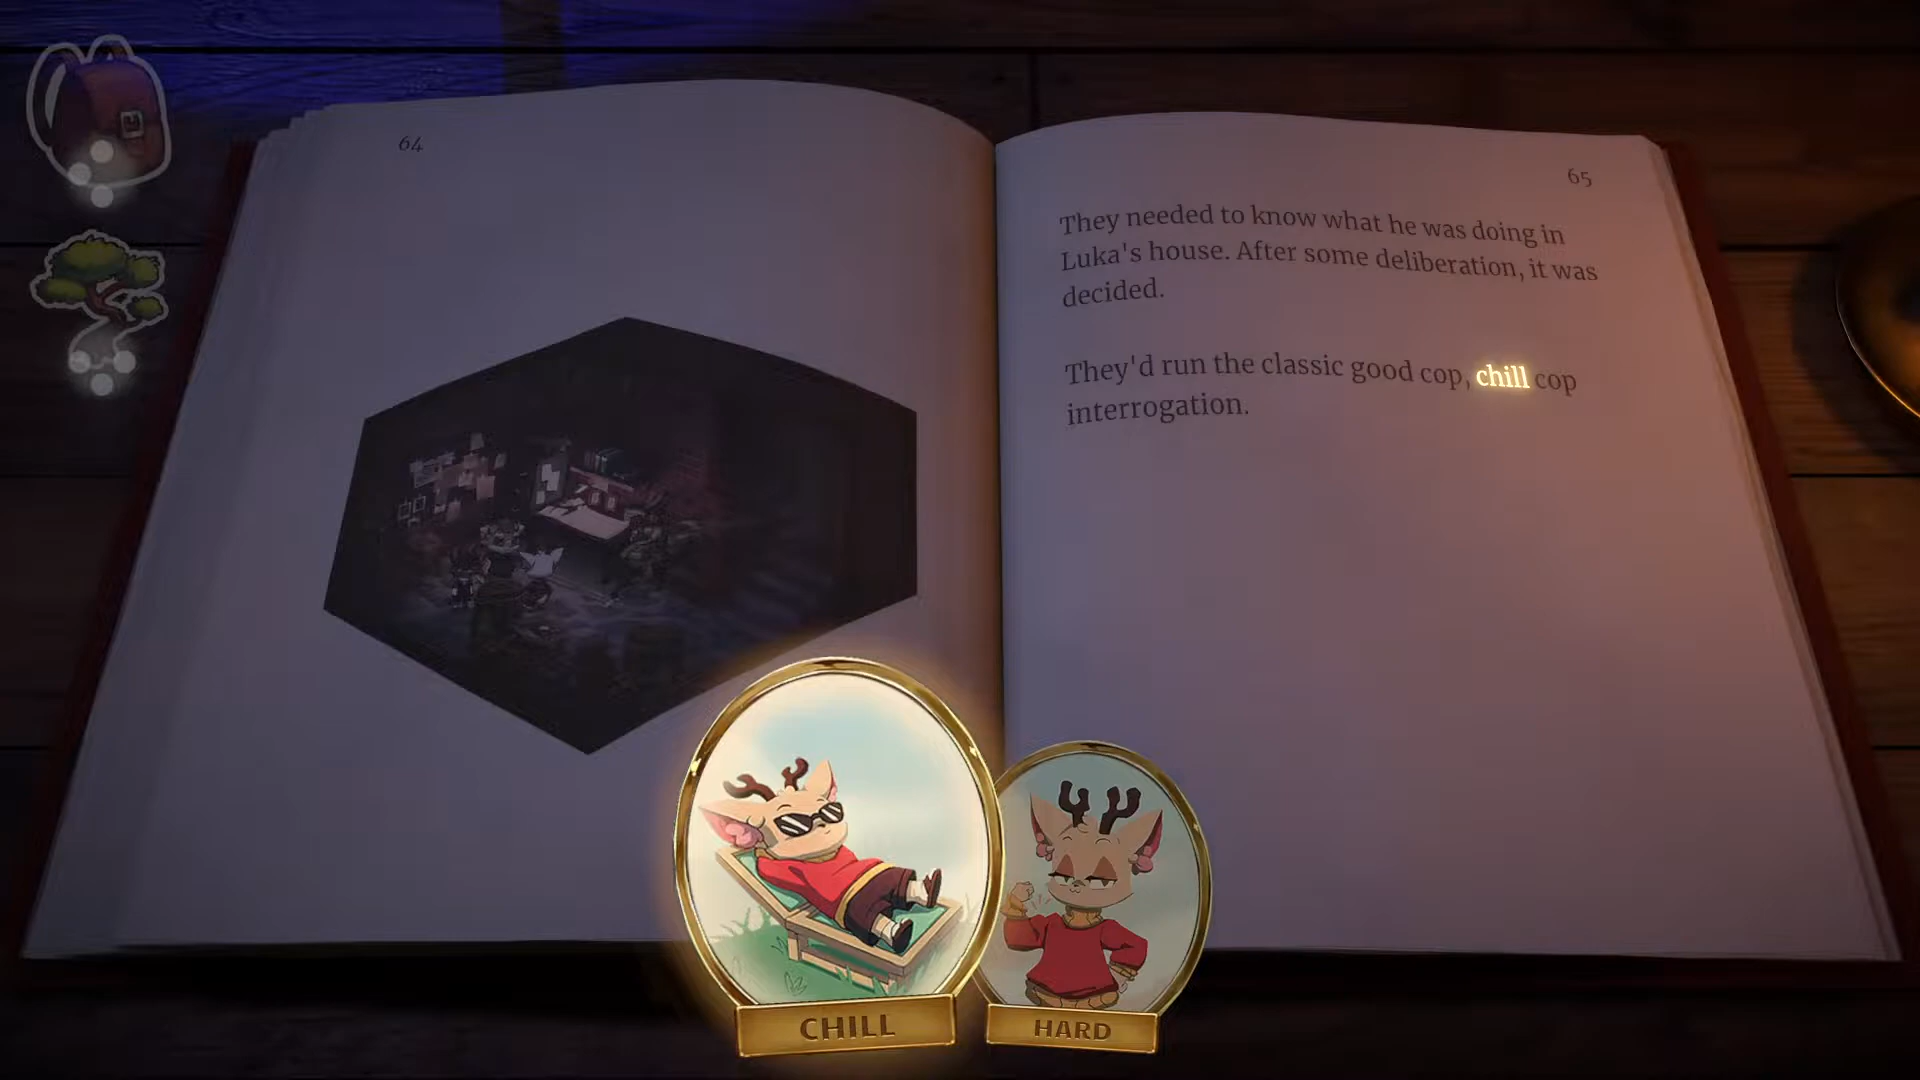 64
65
They needed to know what he was doing in
Luka's house. After some deliberation, it was
decided.
They'd run the classic good cop, chill cop
interrogation.
CHILL
HARD